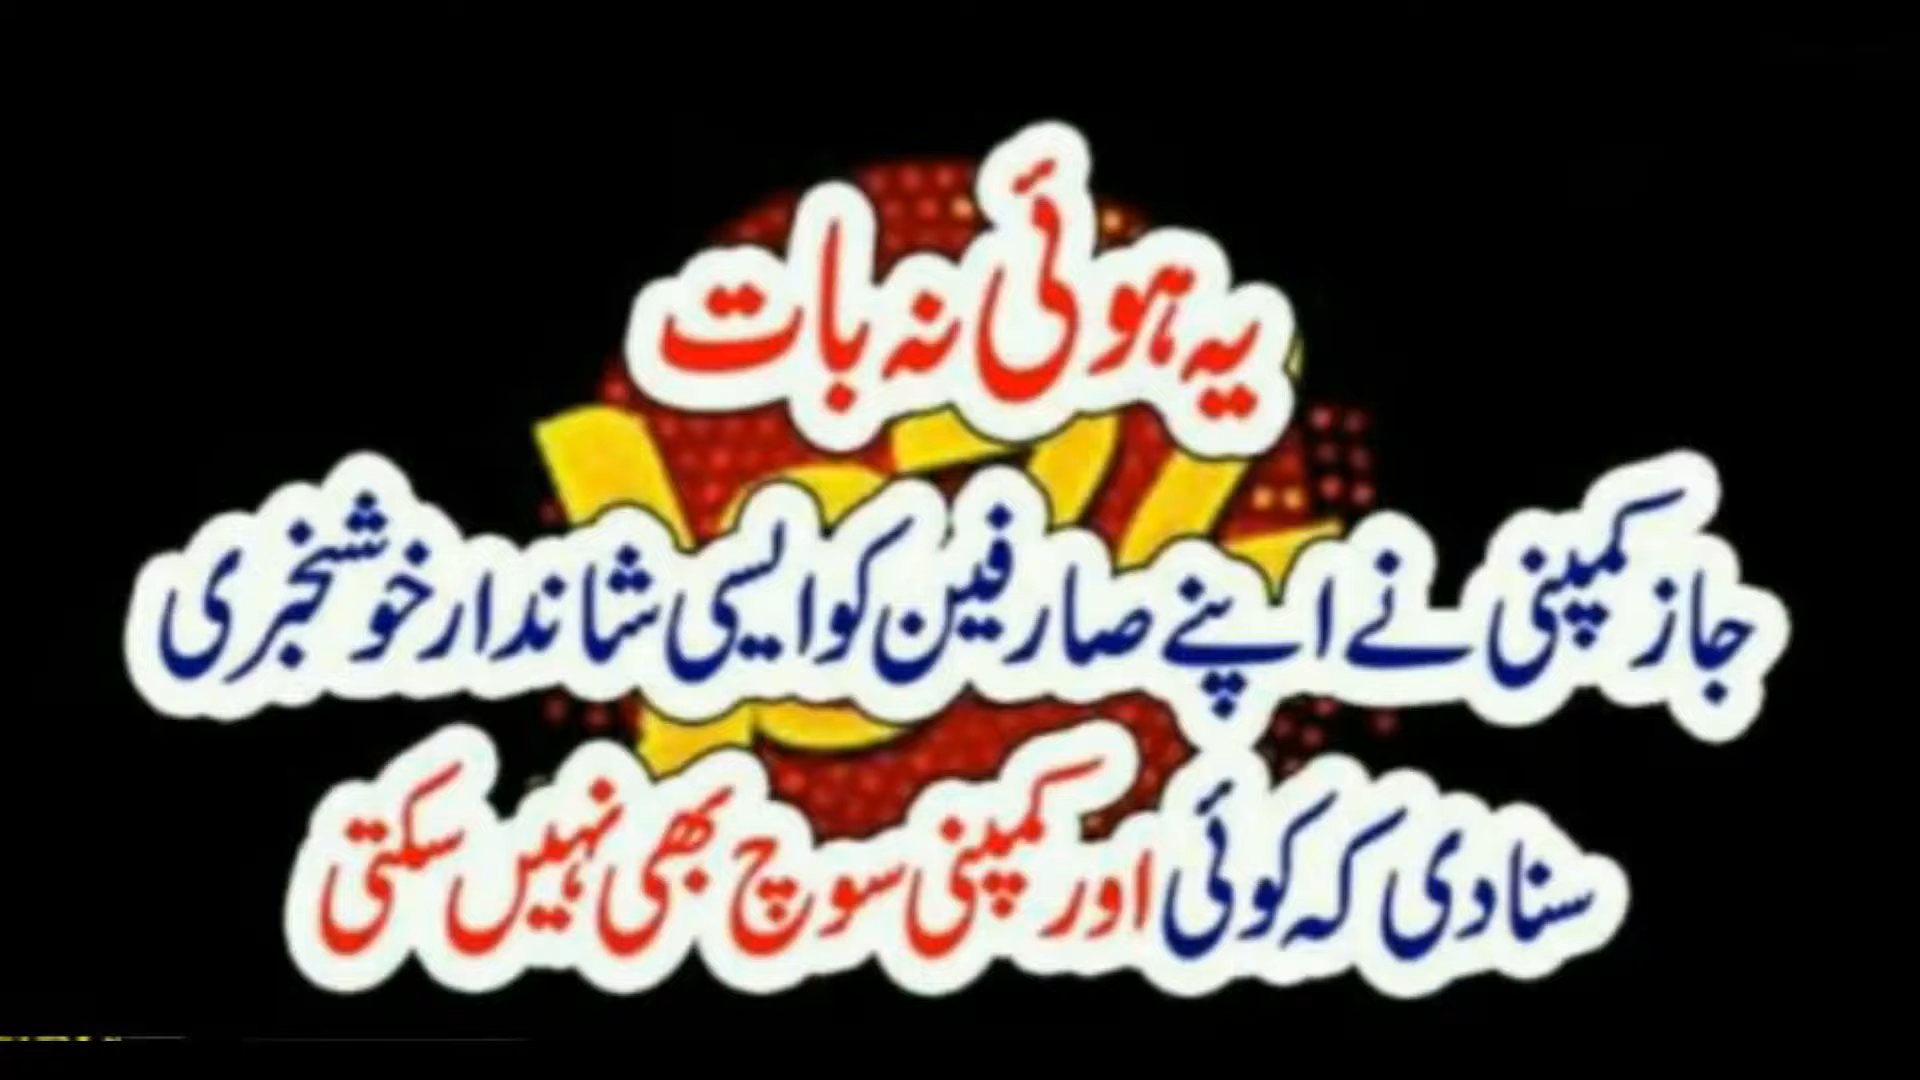 یہ ہوئی نہ بات
جاز کمپنی نے اپنے صارفین کو ایسی شاندار خوشخبری
سنا دی کہ کوئی اور کمپنی سوچ بھی نہیں سکتی